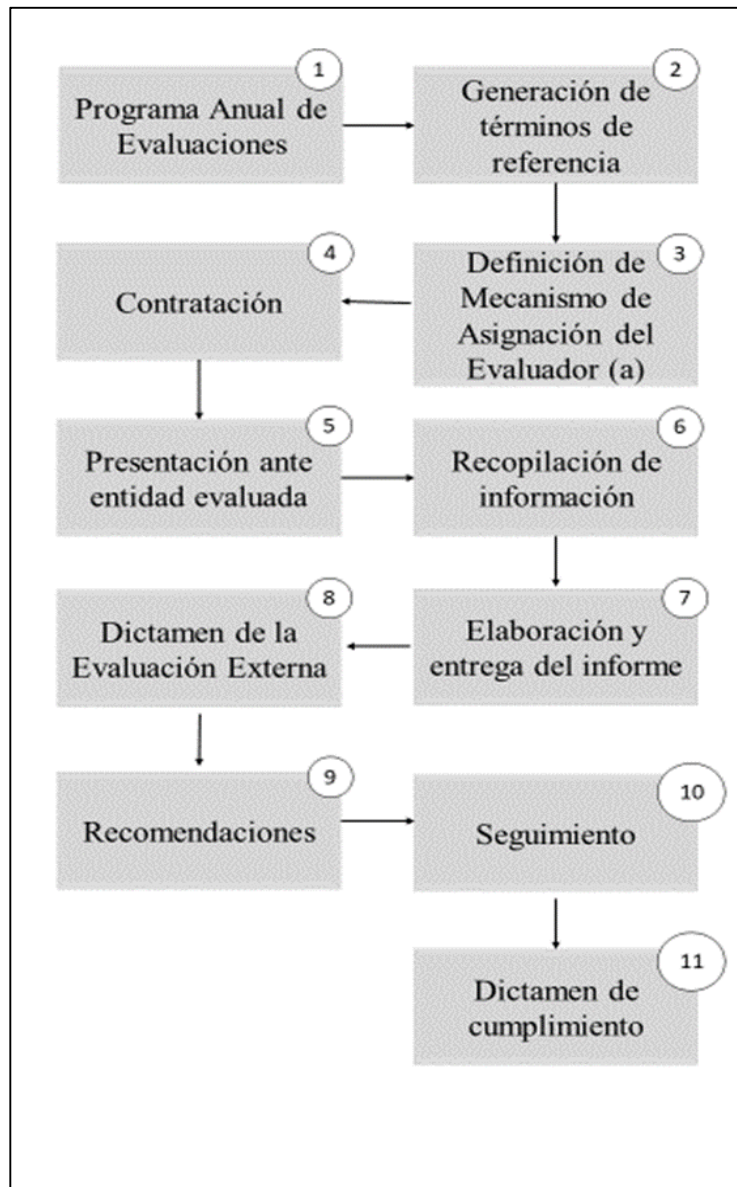 1
Programa Anual de
Evaluaciones
2
Generación de
términos de
referencia
3
Definición de
Mecanismo de
Asignación del
Evaluador (a)
4
Contratación
5
Presentación ante
entidad evaluada
6
Recopilación de
información
7
Elaboración y
entrega del informe
8
Dictamen de la
Evaluación Externa
9
Recomendaciones
10
Seguimiento
11
Dictamen de
cumplimiento